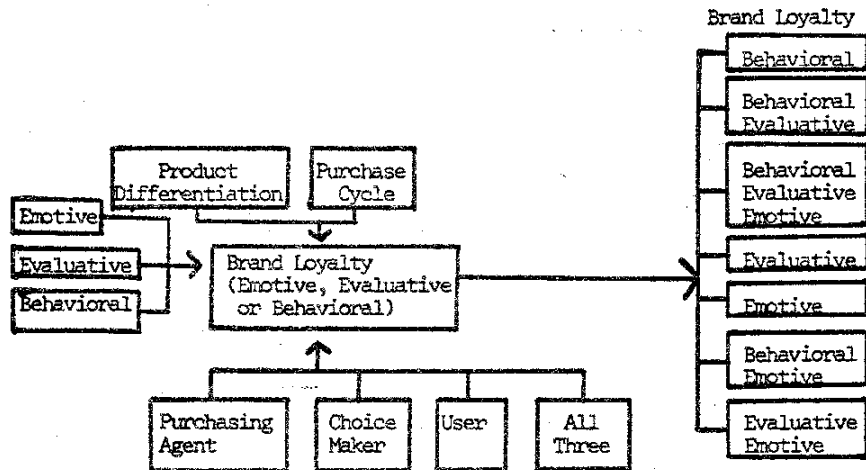 Brand Loyalty
Behavioral
Behavioral
Evaluative
Behavioral
Evaluative
Emotive
Evaluative
Emotive
Behavioral
Emotive
Evaluative
Emotive
Product
Differentiation
Purchase
Cycle
Emotive
Evaluative
Behavioral
Brand Loyalty
(Emotive, Evaluative
or Behavioral)
Purchasing
Agent
Choice
Maker
User
All
Three